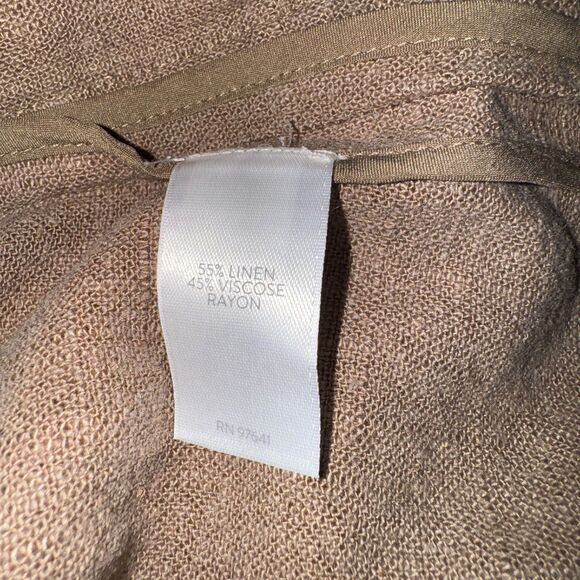 55% LINEN
45% VISCOSE
RAYON
RN 97641